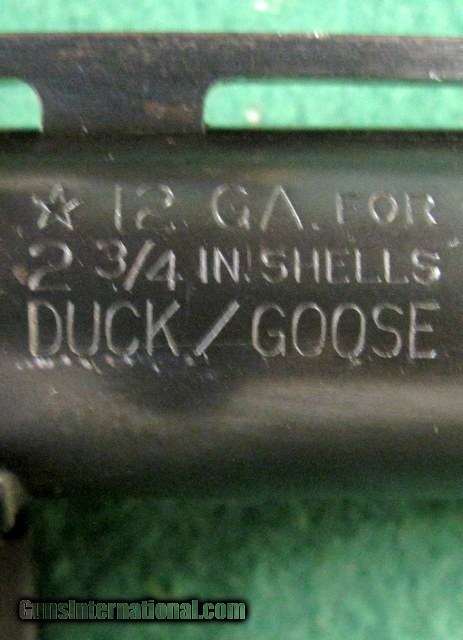 ☆ 12 GA. FOR
2 3/4 IN. SHELLS
DUCK/GOOSE
GunsInternational.com